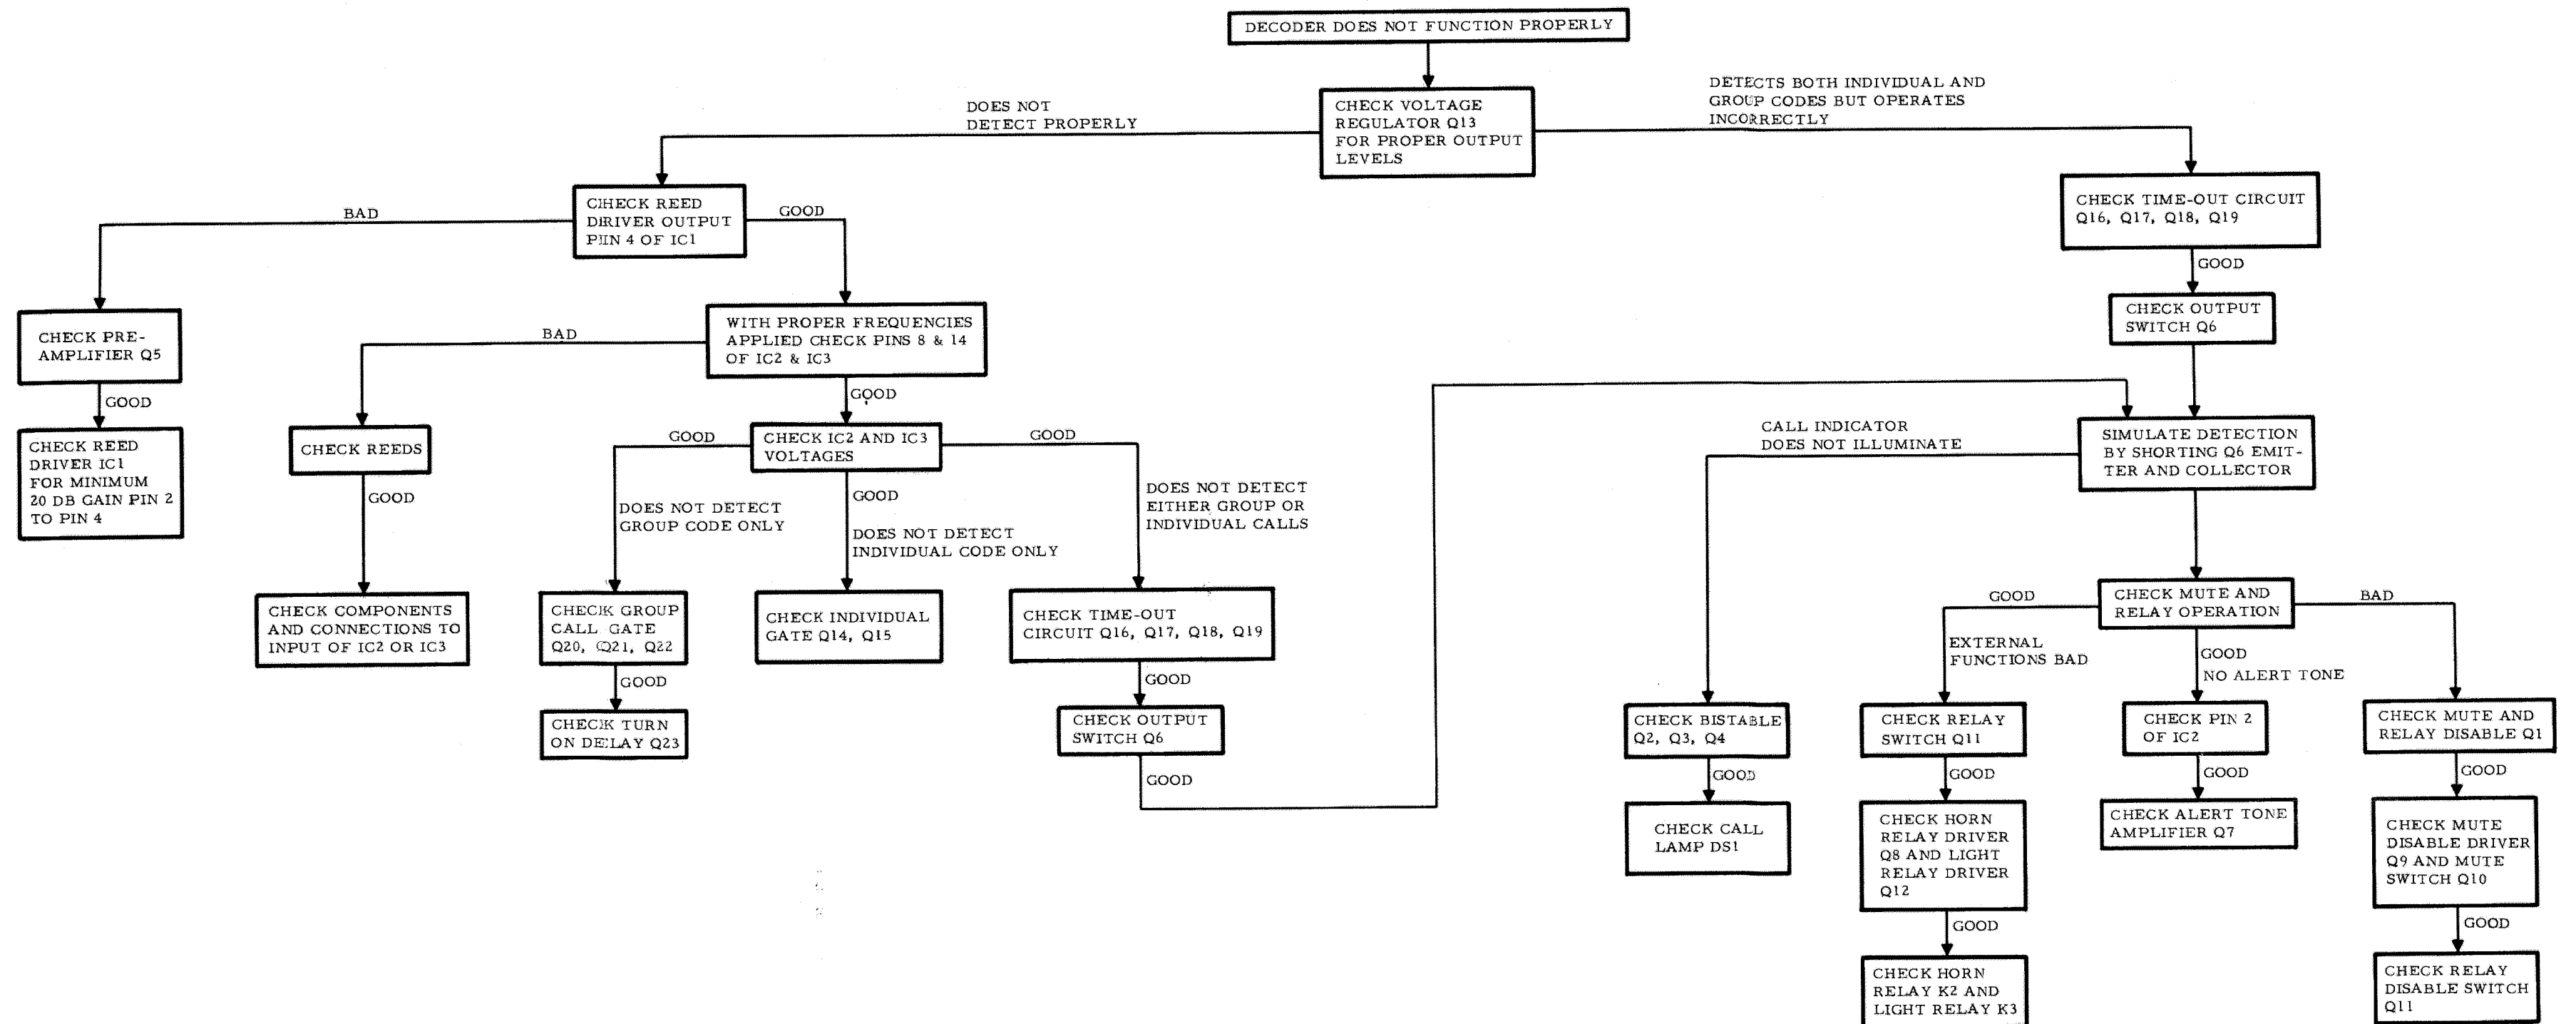 DECODER DOES NOT FUNCTION PROPERLY
DOES NOT
DETECT PROPERLY
CHECK VOLTAGE
REGULATOR Q13
FOR PROPER OUTPUT
LEVELS
DETECTS BOTH INDIVIDUAL AND
GROUP CODES BUT OPERATES
INCORRECTLY
CHECK REED
DRIVER OUTPUT
PIN 4 OF IC1
BAD
GOOD
CHECK TIME-OUT CIRCUIT
Q16, Q17, Q18, Q19
GOOD
CHECK OUTPUT
SWITCH Q6
CHECK PRE-
AMPLIFIER Q5
GOOD
CHECK REED
DRIVER IC1
FOR MINIMUM
20 DB GAIN PIN 2
TO PIN 4
WITH PROPER FREQUENCIES
APPLIED CHECK PINS 8 & 14
OF IC2 & IC3
BAD
GOOD
CHECK REEDS
GOOD
CHECK COMPONENTS
AND CONNECTIONS TO
INPUT OF IC2 OR IC3
CHECK IC2 AND IC3
VOLTAGES
GOOD
DOES NOT DETECT
GROUP CODE ONLY
GOOD
DOES NOT DETECT
INDIVIDUAL CODE ONLY
GOOD
DOES NOT DETECT
EITHER GROUP OR
INDIVIDUAL CALLS
CHECK GROUP
CALL GATE
Q20, Q21, Q22
GOOD
CHECK TURN
ON DELAY Q23
CHECK INDIVIDUAL
GATE Q14, Q15
CHECK TIME-OUT
CIRCUIT Q16, Q17, Q18, Q19
GOOD
CHECK OUTPUT
SWITCH Q6
GOOD
CALL INDICATOR
DOES NOT ILLUMINATE
SIMULATE DETECTION
BY SHORTING Q6 EMIT-
TER AND COLLECTOR
CHECK MUTE AND
RELAY OPERATION
GOOD
EXTERNAL
FUNCTIONS BAD
GOOD
NO ALERT TONE
BAD
CHECK BISTABLE
Q2, Q3, Q4
GOOD
CHECK CALL
LAMP DS1
CHECK RELAY
SWITCH Q11
GOOD
CHECK HORN
RELAY DRIVER
Q8 AND LIGHT
RELAY DRIVER
Q12
GOOD
CHECK HORN
RELAY K2 AND
LIGHT RELAY K3
CHECK PIN 2
OF IC2
GOOD
CHECK ALERT TONE
AMPLIFIER Q7
CHECK MUTE AND
RELAY DISABLE Q1
GOOD
CHECK MUTE
DISABLE DRIVER
Q9 AND MUTE
SWITCH Q10
GOOD
CHECK RELAY
DISABLE SWITCH
Q11